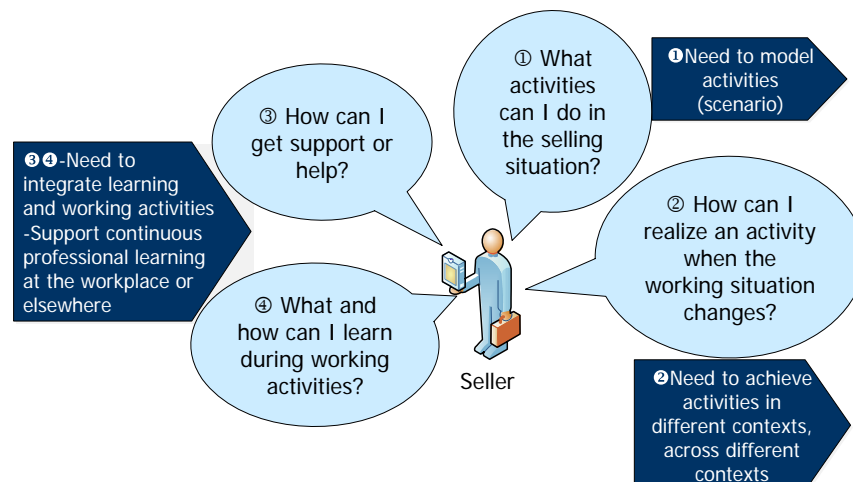 ① What
activities
can I do in
the selling
situation?
❶Need to model
activities
(scenario)
③ How can I
get support or
help?
❸❹-Need to
integrate learning
and working activities
-Support continuous
professional learning
at the workplace or
elsewhere
② How can I
realize an activity
when the
working situation
changes?
④ What and
how can I learn
during working
activities?
Seller
❷Need to achieve
activities in
different contexts,
across different
contexts